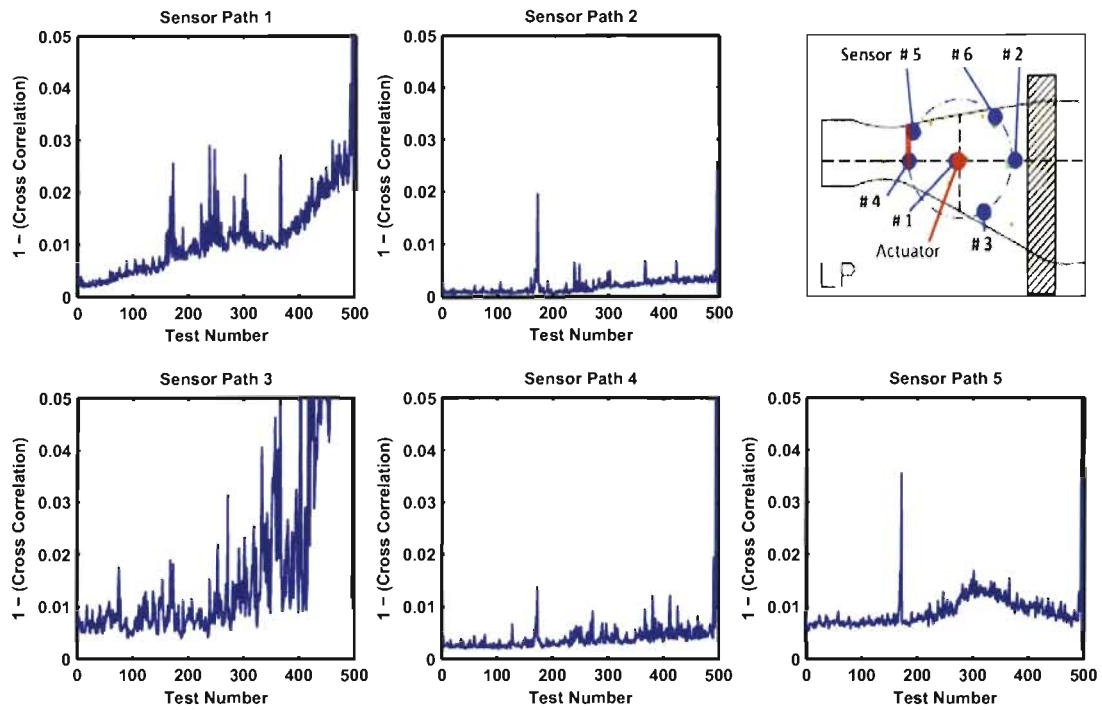 Sensor Path 1
0.05
0.04
0.03
0.02
0.01
0
1 − (Cross Correlation)
0 100 200 300 400 500
Test Number
Sensor Path 2
0.05
0.04
0.03
0.02
0.01
0
1 − (Cross Correlation)
0 100 200 300 400 500
Test Number
Sensor #5 #6 #2
#4
#1
#3
Actuator
LP
Sensor Path 3
0.05
0.04
0.03
0.02
0.01
0
1 − (Cross Correlation)
0 100 200 300 400 500
Test Number
Sensor Path 4
0.05
0.04
0.03
0.02
0.01
0
1 − (Cross Correlation)
0 100 200 300 400 500
Test Number
Sensor Path 5
0.05
0.04
0.03
0.02
0.01
0
1 − (Cross Correlation)
0 100 200 300 400 500
Test Number